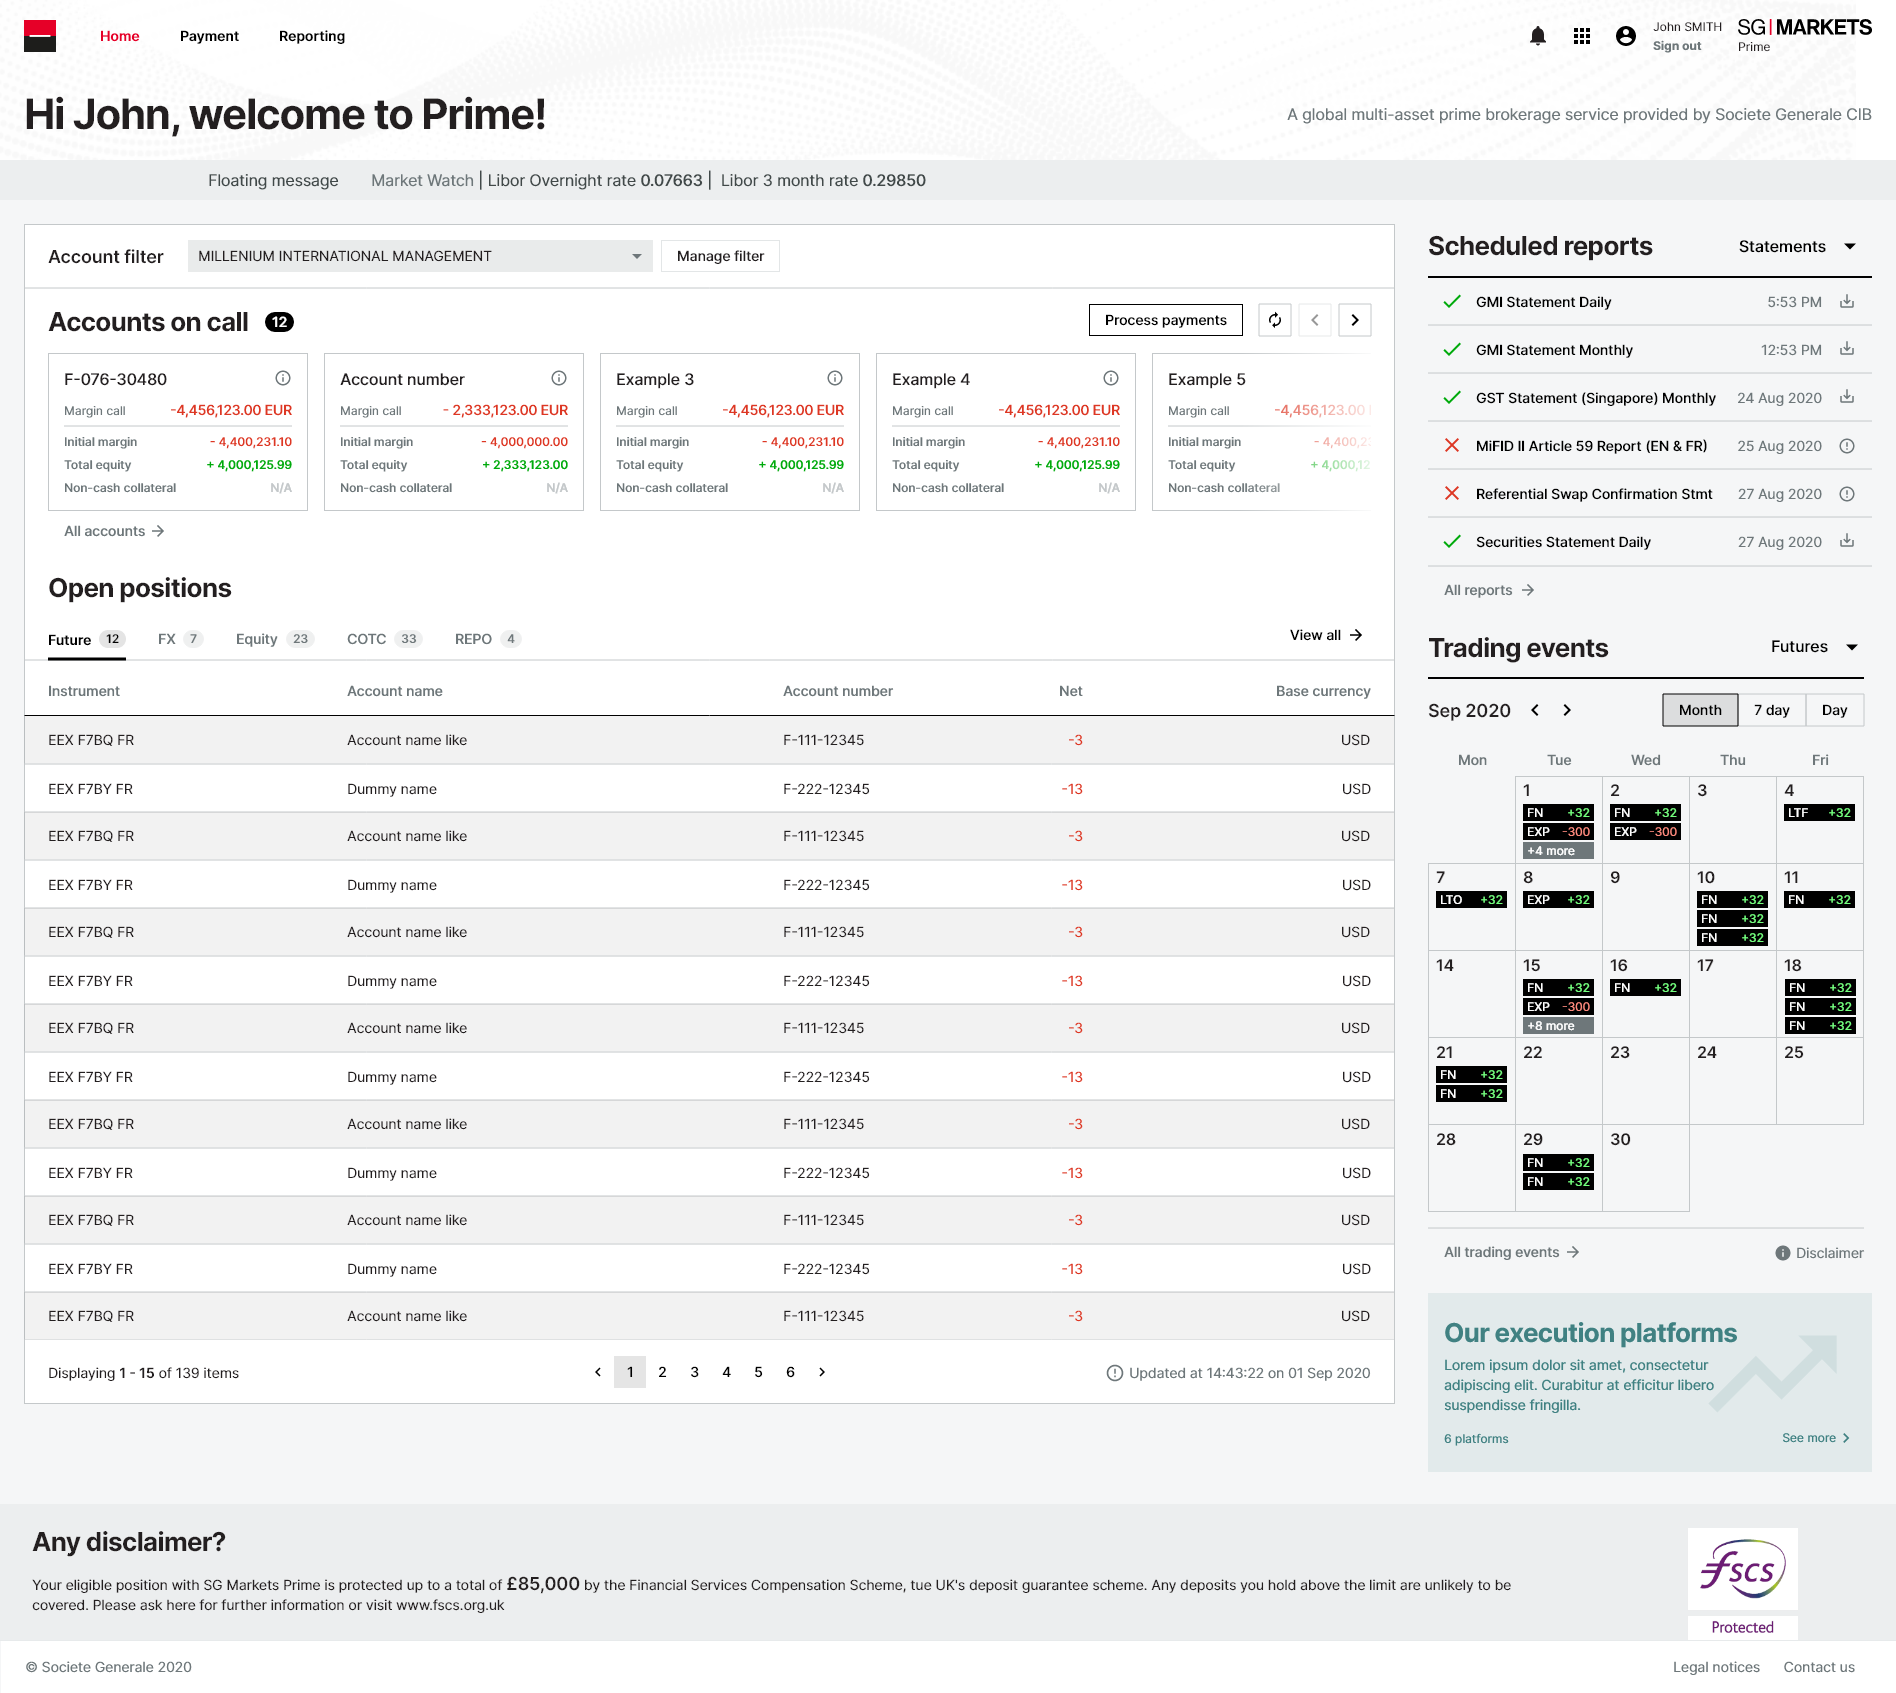 Home Payment Reporting
John SMITH
Sign out
SG|MARKETS
Prime
Hi John, welcome to Prime!
A global multi-asset prime brokerage service provided by Societe Generale CIB
Floating message Market Watch | Libor Overnight rate 0.07663 | Libor 3 month rate 0.29850
Account filter MILLENIUM INTERNATIONAL MANAGEMENT Manage filter
Accounts on call 12 Process payments
F-076-30480
Margin call -4,456,123.00 EUR
Initial margin - 4,400,231.10
Total equity + 4,000,125.99
Non-cash collateral N/A
Account number
Margin call - 2,333,123.00 EUR
Initial margin - 4,000,000.00
Total equity + 2,333,123.00
Non-cash collateral N/A
Example 3
Margin call -4,456,123.00 EUR
Initial margin - 4,400,231.10
Total equity + 4,000,125.99
Non-cash collateral N/A
Example 4
Margin call -4,456,123.00 EUR
Initial margin - 4,400,231.10
Total equity + 4,000,125.99
Non-cash collateral N/A
Example 5
Margin call -4,456,123.00
Initial margin - 4,400,2
Total equity + 4,000,12
Non-cash collateral
All accounts
Open positions
Future 12 FX 7 Equity 23 COTC 33 REPO 4 View all
Instrument Account name Account number Net Base currency
EEX F7BQ FR Account name like F-111-12345 -3 USD
EEX F7BY FR Dummy name F-222-12345 -13 USD
EEX F7BQ FR Account name like F-111-12345 -3 USD
EEX F7BY FR Dummy name F-222-12345 -13 USD
EEX F7BQ FR Account name like F-111-12345 -3 USD
EEX F7BY FR Dummy name F-222-12345 -13 USD
EEX F7BQ FR Account name like F-111-12345 -3 USD
EEX F7BY FR Dummy name F-222-12345 -13 USD
EEX F7BQ FR Account name like F-111-12345 -3 USD
EEX F7BY FR Dummy name F-222-12345 -13 USD
EEX F7BQ FR Account name like F-111-12345 -3 USD
EEX F7BY FR Dummy name F-222-12345 -13 USD
EEX F7BQ FR Account name like F-111-12345 -3 USD
Displaying 1 - 15 of 139 items 1 2 3 4 5 6 Updated at 14:43:22 on 01 Sep 2020
Scheduled reports Statements
GMI Statement Daily 5:53 PM
GMI Statement Monthly 12:53 PM
GST Statement (Singapore) Monthly 24 Aug 2020
MiFID II Article 59 Report (EN & FR) 25 Aug 2020
Referential Swap Confirmation Stmt 27 Aug 2020
Securities Statement Daily 27 Aug 2020
All reports
Trading events Futures
Sep 2020 Month 7 day Day
Mon Tue Wed Thu Fri
1 2 3 4
FN +32 FN +32 LTF +32
EXP -300 EXP -300
+4 more
7 8 9 10 11
LTO +32 EXP +32 FN +32 FN +32
FN +32
FN +32
14 15 16 17 18
FN +32 FN +32 FN +32
EXP -300 FN +32
+8 more FN +32
21 22 23 24 25
FN +32
FN +32
28 29 30
FN +32
FN +32
All trading events Disclaimer
Our execution platforms
Lorem ipsum dolor sit amet, consectetur
adipiscing elit. Curabitur at efficitur libero
suspendisse fringilla.
6 platforms See more
Any disclaimer?
Your eligible position with SG Markets Prime is protected up to a total of £85,000 by the Financial Services Compensation Scheme, tue UK's deposit guarantee scheme. Any deposits you hold above the limit are unlikely to be
covered. Please ask here for further information or visit www.fscs.org.uk
fscs
Protected
© Societe Generale 2020 Legal notices Contact us